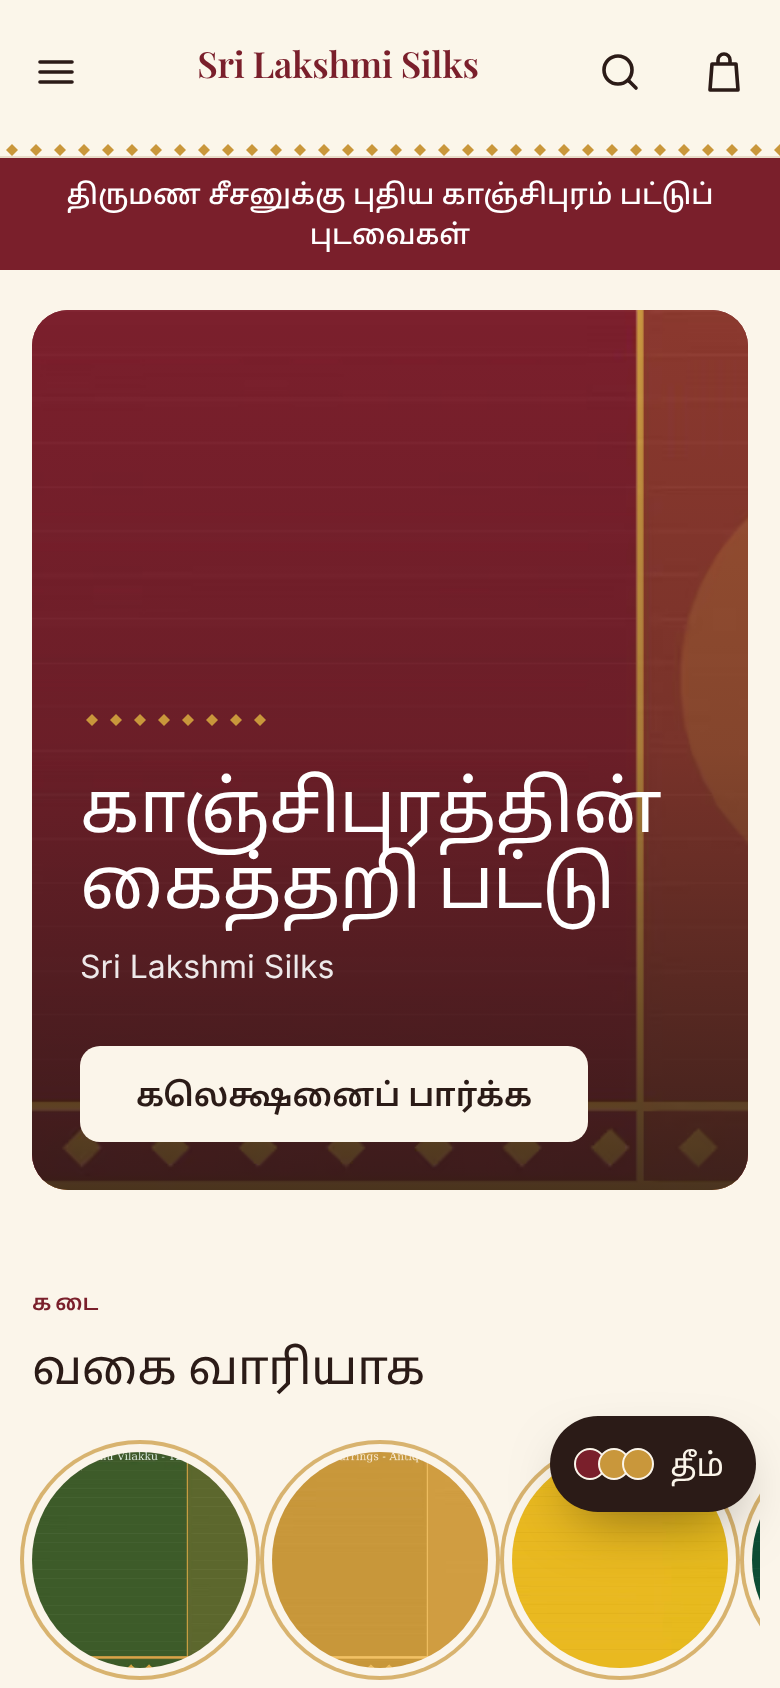 Sri Lakshmi Silks
திருமண சீசனுக்கு புதிய காஞ்சிபுரம் பட்டுப்
புடவைகள்
காஞ்சிபுரத்தின்
கைத்தறி பட்டு
Sri Lakshmi Silks
கலெக்ஷனைப் பார்க்க
கடை
வகை வாரியாக
தீம்
Vilakku -